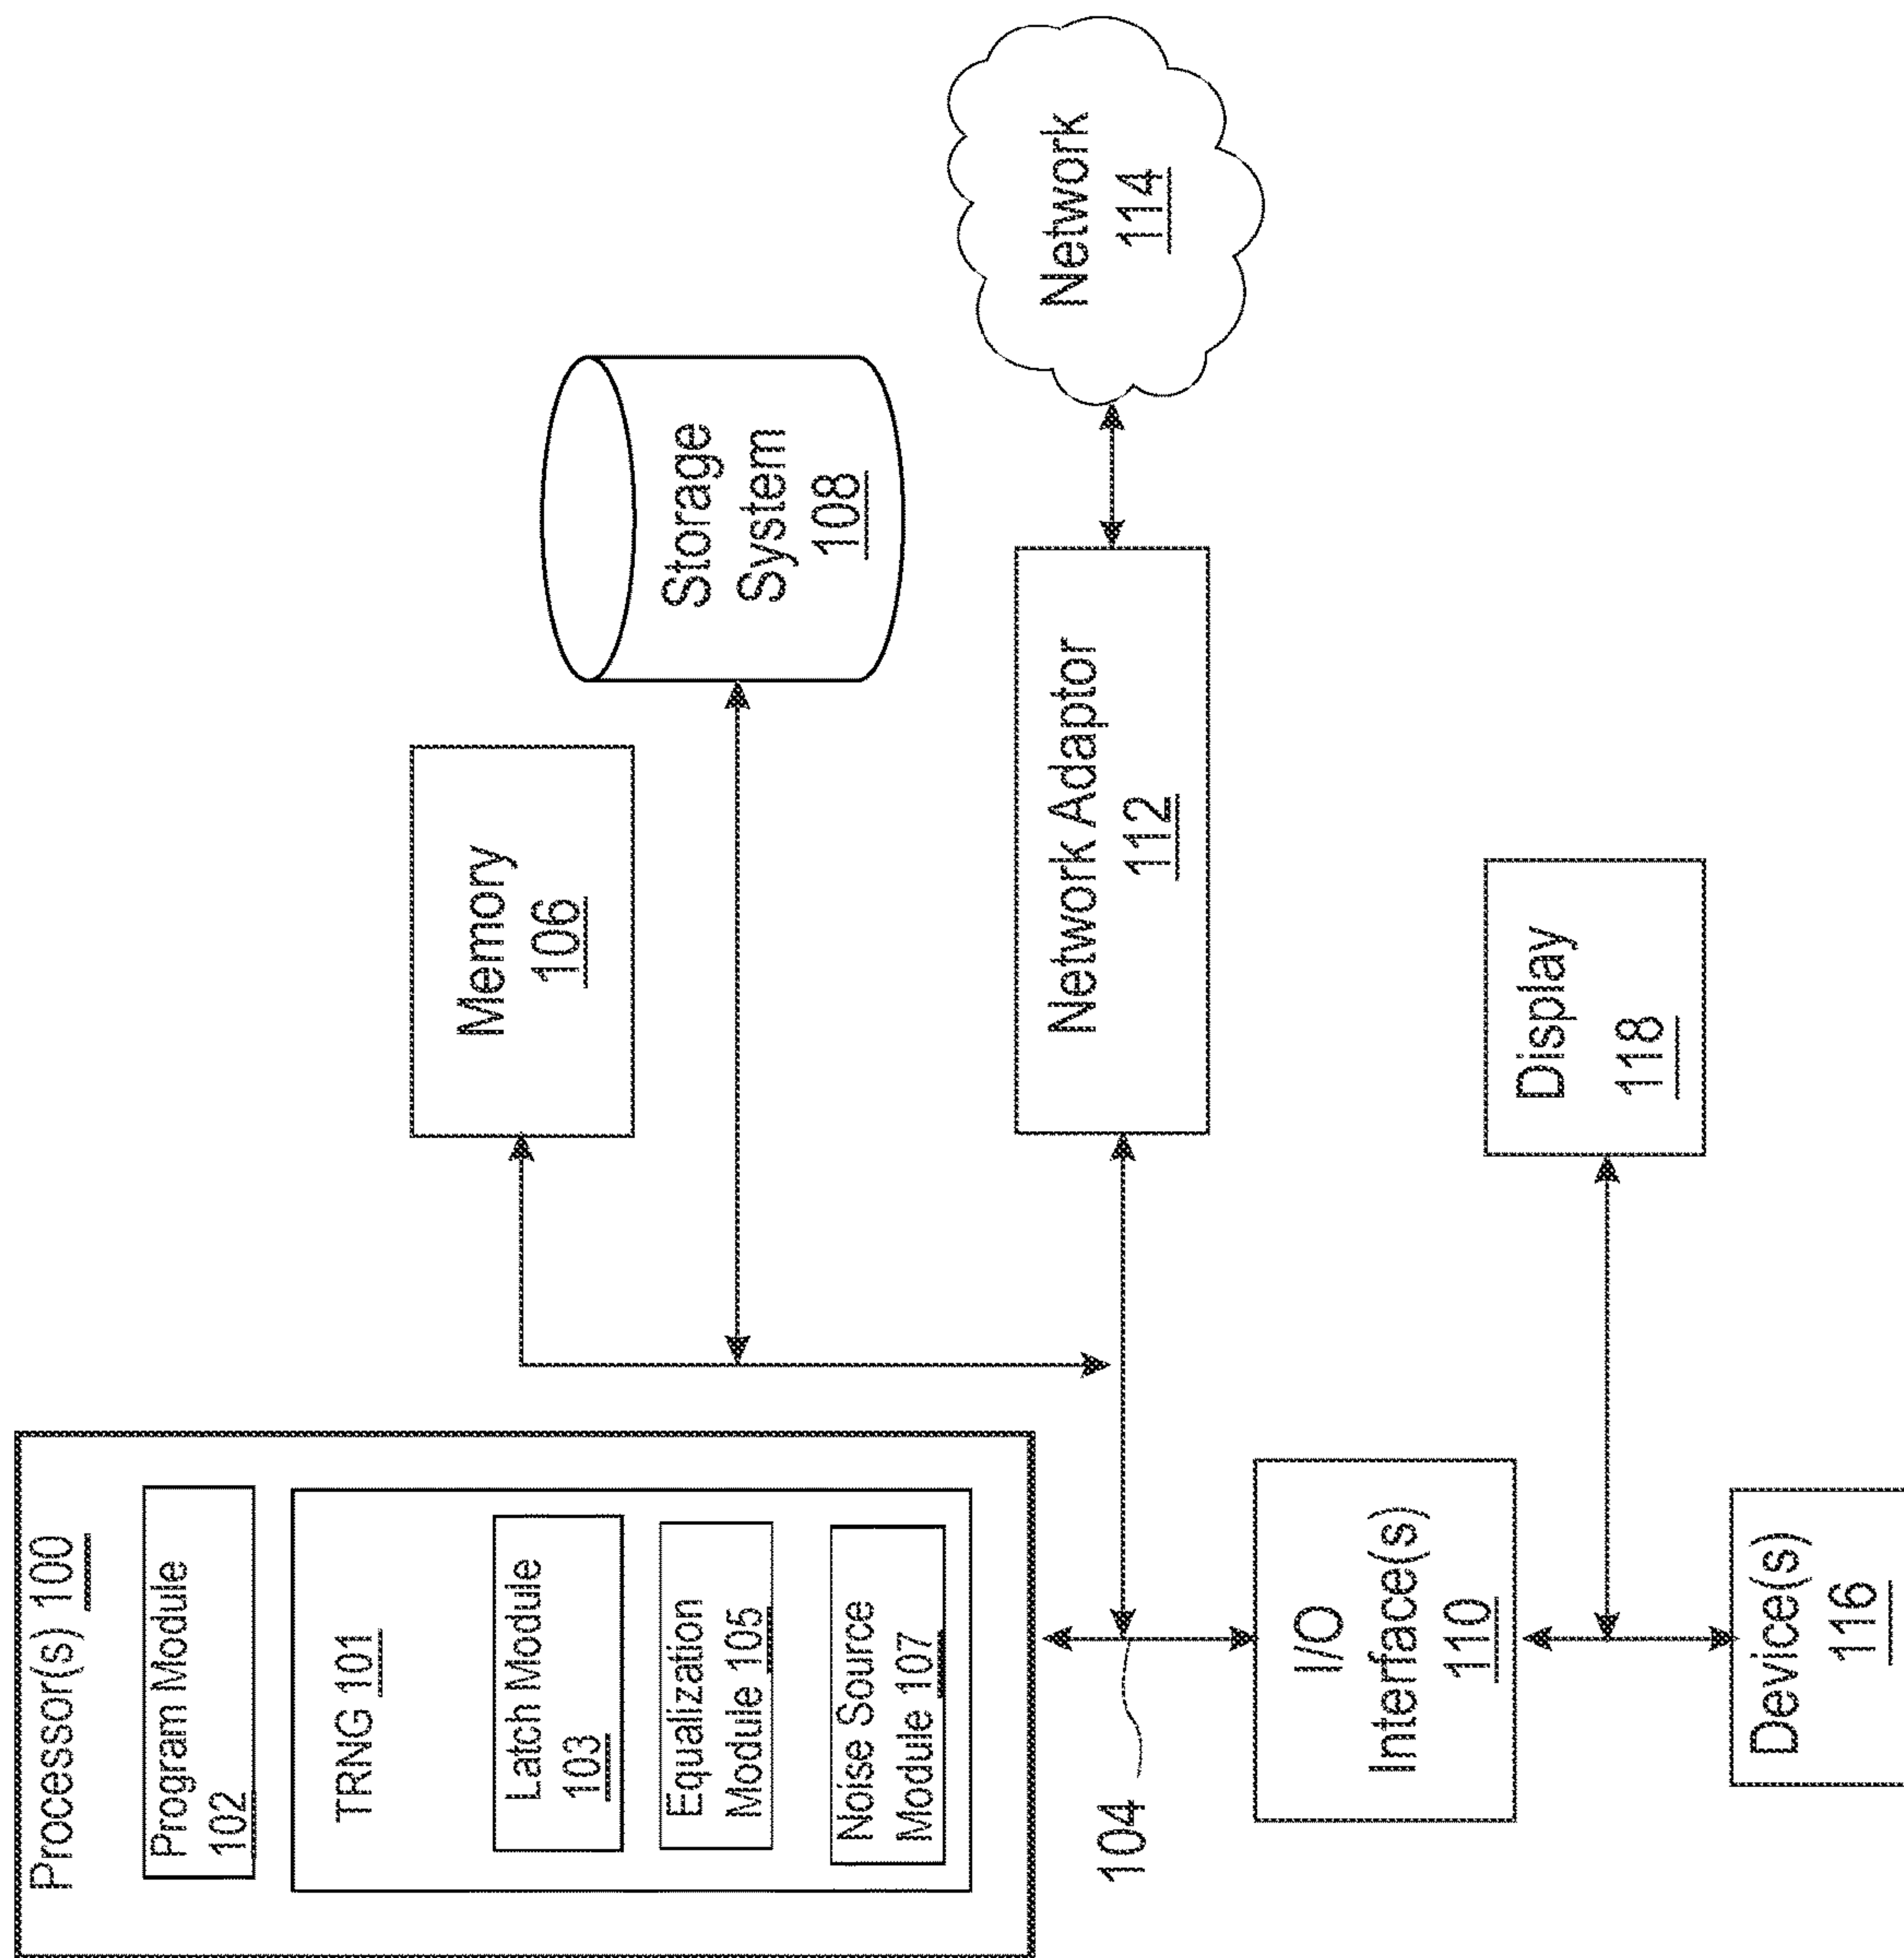 Processor(s) 100
Program Module
102
TRNG 101
Latch Module
103
Equalization
Module 105
Noise Source
Module 107
Memory
106
Storage
System
108
104
Network Adaptor
112
Network
114
I/O
Interface(s)
110
Display
118
Device(s)
116